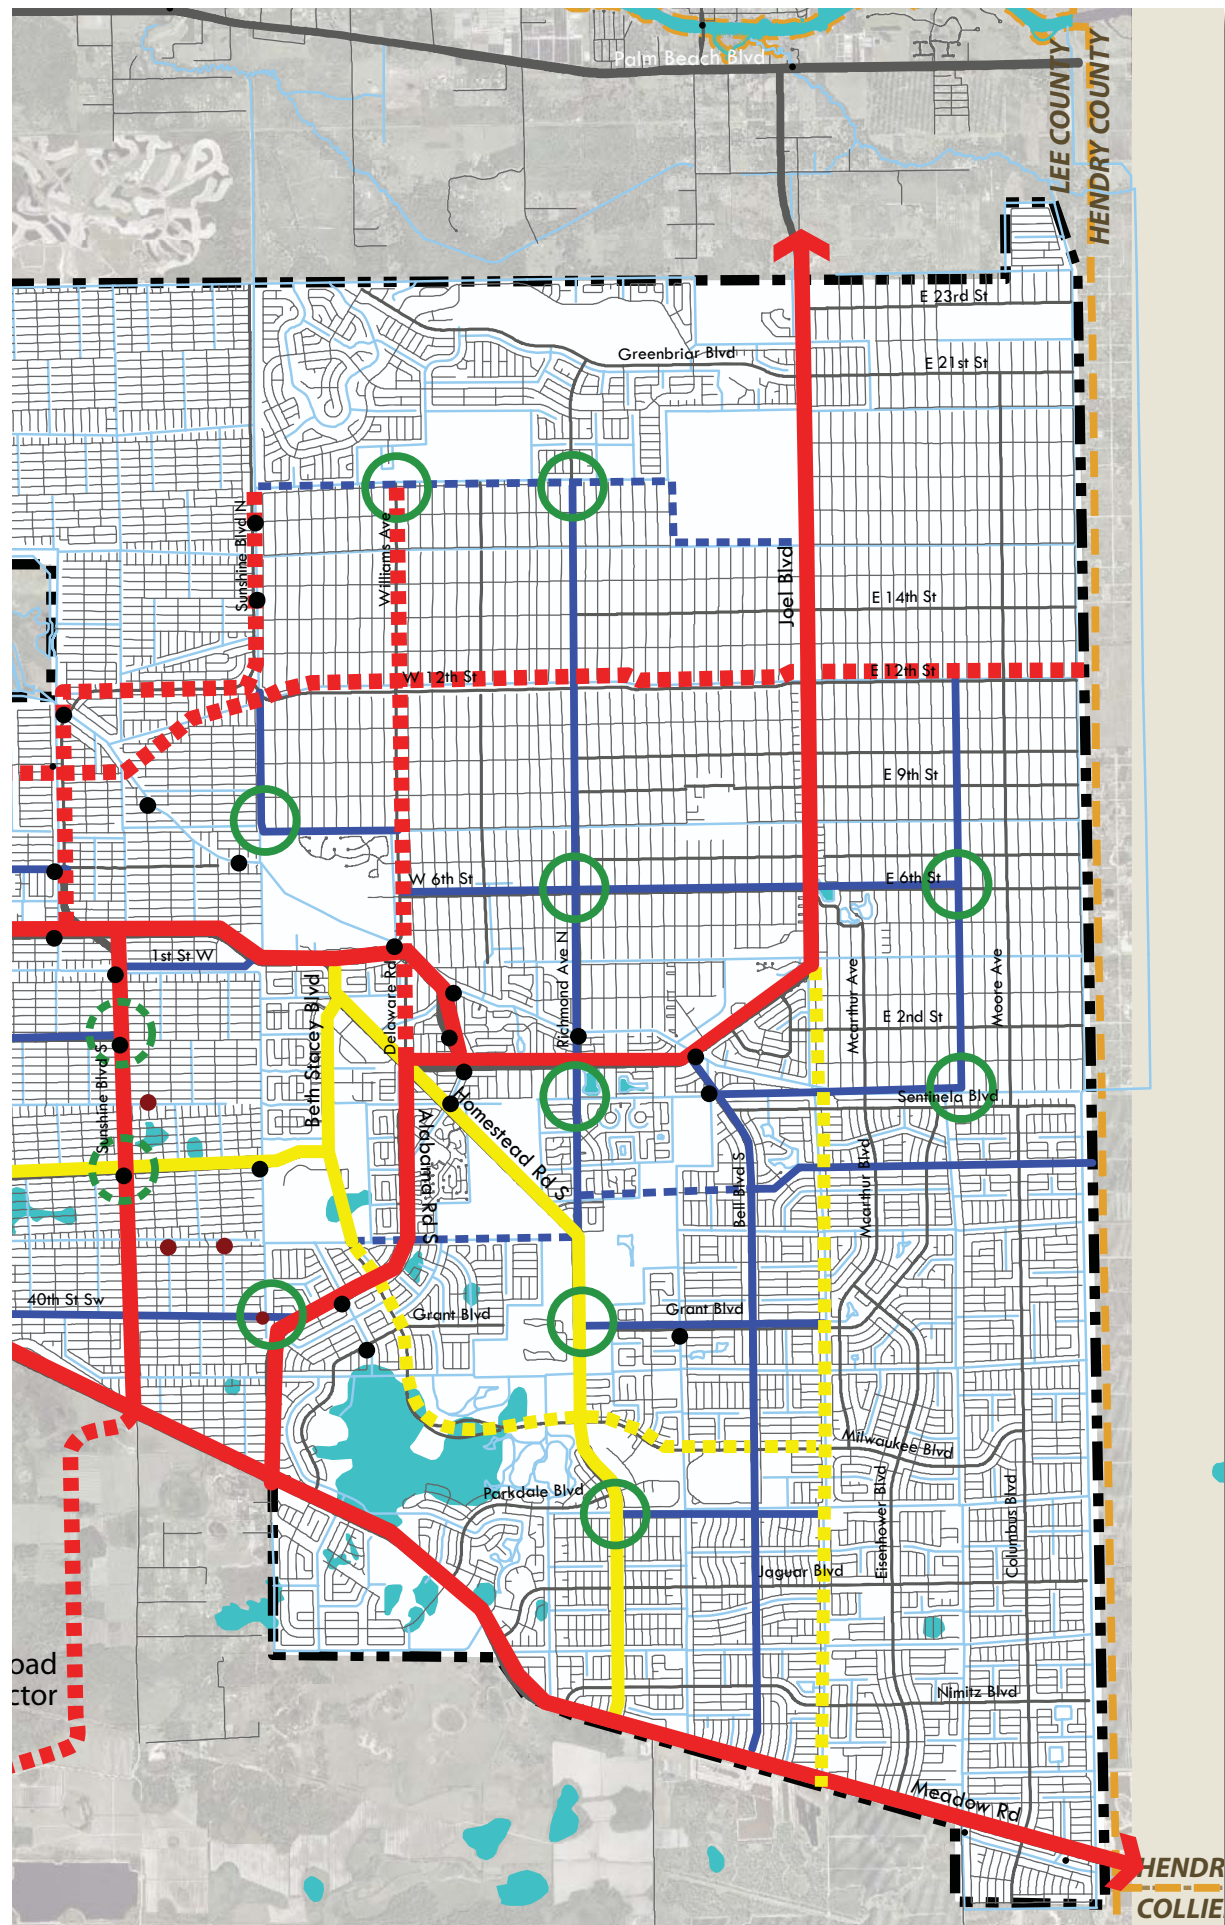 Palm Beach Blvd
LEE COUNTY
HENDRY COUNTY
E 23rd St
Greenbriar Blvd
E 21st St
Sunshine Blvd N
Williams Ave
Joel Blvd
E 14th St
W 12th St
E 12th St
E 9th St
W 6th St
E 6th St
1st St W
Beth Stacey Blvd
Delaware Rd
Richmond Ave N
Mcarthur Ave
Moore Ave
E 2nd St
Sunshine Blvd S
Sentinela Blvd
Homestead Rd S
Alabama Rd S
Bell Blvd S
Mcarthur Blvd
40th St Sw
Grant Blvd
Grant Blvd
Milwaukee Blvd
Parkdale Blvd
Eisenhower Blvd
Columbus Blvd
Jaguar Blvd
oad
ctor
Nimitz Blvd
Meadow Rd
HENDR
COLLIE